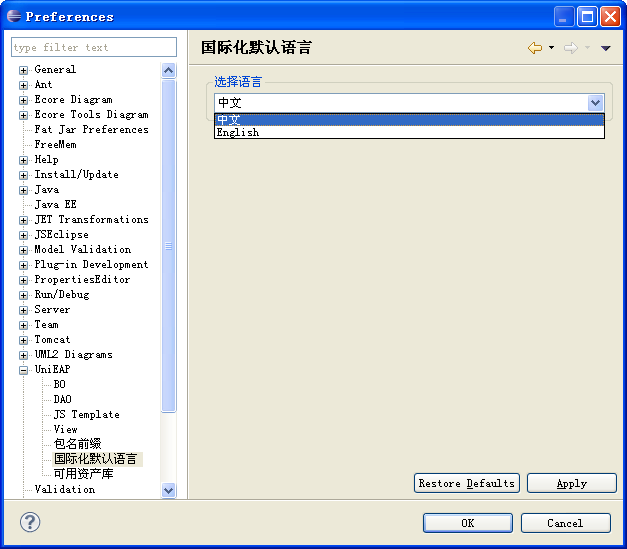 Preferences
type filter text
General
Ant
Ecore Diagram
Ecore Tools Diagram
Fat Jar Preferences
FreeMem
Help
Install/Update
Java
Java EE
JET Transformations
JSEclipse
Model Validation
Plug-in Development
PropertiesEditor
Run/Debug
Server
Team
Tomcat
UML2 Diagrams
UniEAP
BO
DAO
JS Template
View
包名前缀
国际化默认语言
可用资产库
Validation
国际化默认语言
选择语言
中文
中文
English
Restore Defaults
Apply
OK
Cancel